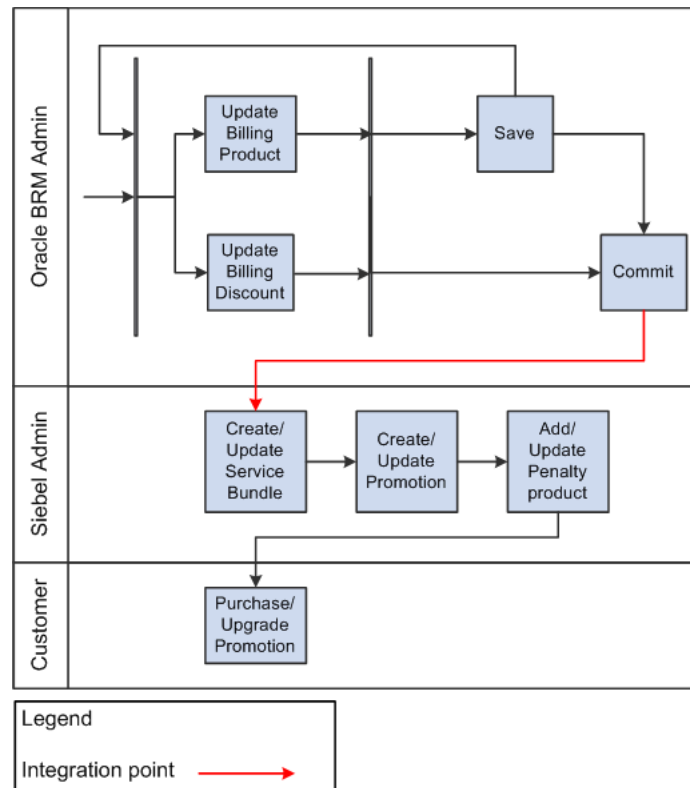 Oracle BRM Admin
Update
Billing
Product
Save
Update
Billing
Discount
Commit
Siebel Admin
Create/
Update
Service
Bundle
Create/
Update
Promotion
Add/
Update
Penalty
product
Customer
Purchase/
Upgrade
Promotion
Legend
Integration point